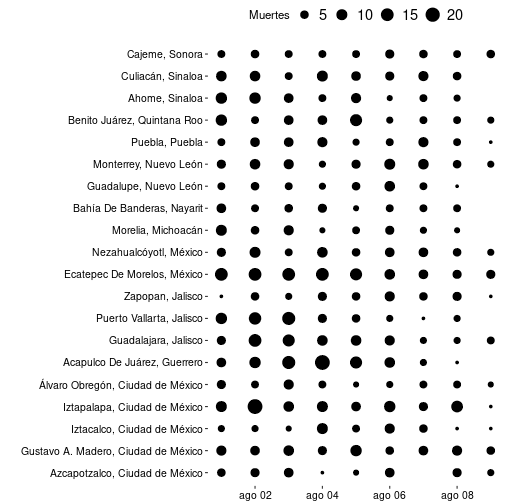 Muertes 5 10 15 20
Cajeme, Sonora
Culiacán, Sinaloa
Ahome, Sinaloa
Benito Juárez, Quintana Roo
Puebla, Puebla
Monterrey, Nuevo León
Guadalupe, Nuevo León
Bahía De Banderas, Nayarit
Morelia, Michoacán
Nezahualcóyotl, México
Ecatepec De Morelos, México
Zapopan, Jalisco
Puerto Vallarta, Jalisco
Guadalajara, Jalisco
Acapulco De Juárez, Guerrero
Álvaro Obregón, Ciudad de México
Iztapalapa, Ciudad de México
Iztacalco, Ciudad de México
Gustavo A. Madero, Ciudad de México
Azcapotzalco, Ciudad de México
ago 02 ago 04 ago 06 ago 08